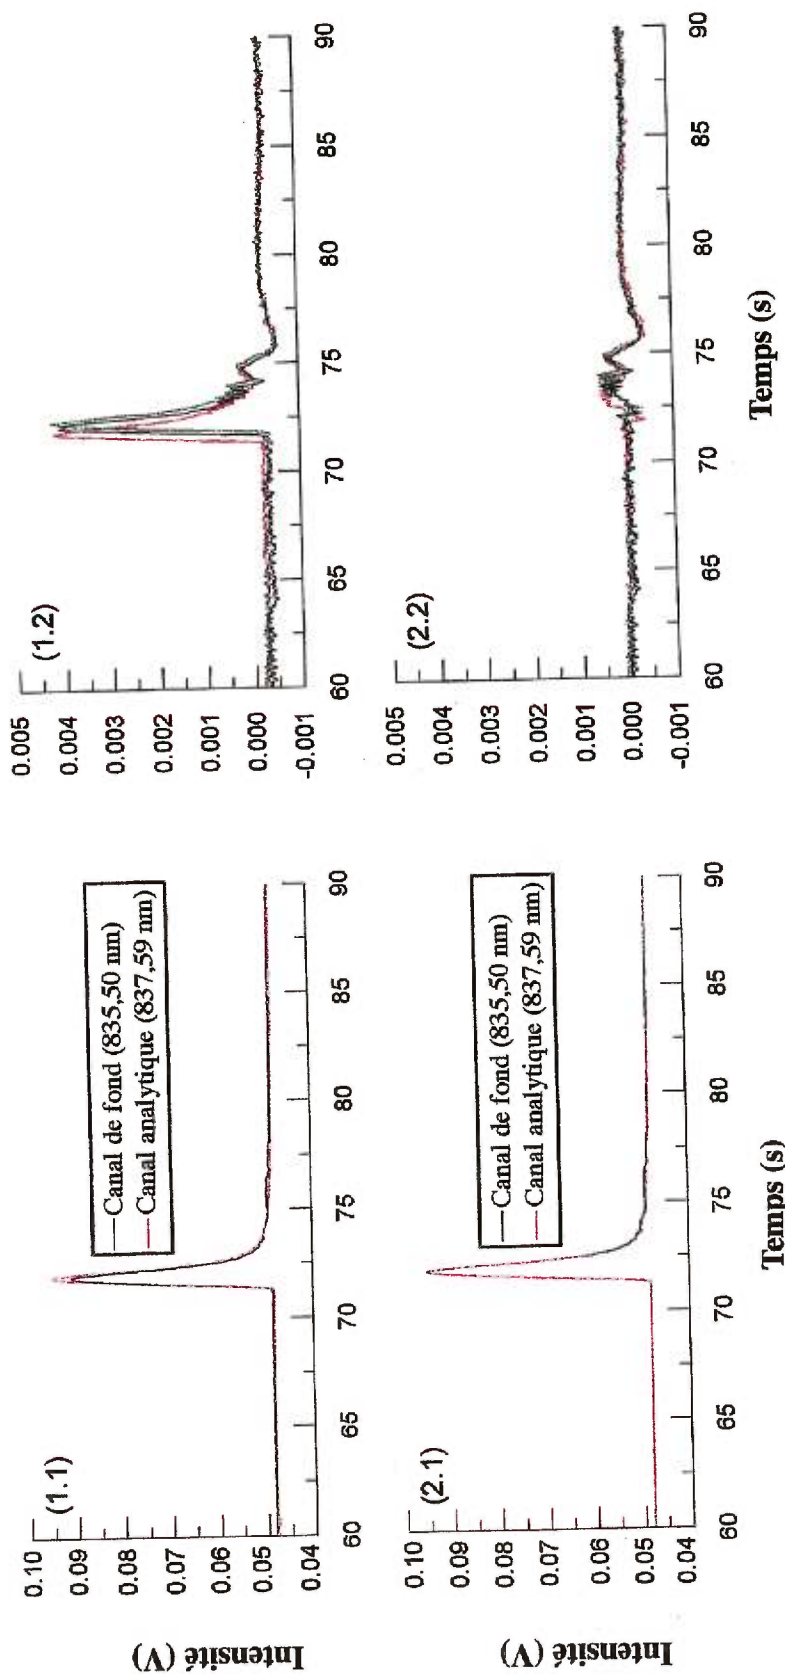 (1.1)
Canal de fond (835,50 nm)
Canal analytique (837,59 nm)
0.10
0.09
0.08
0.07
0.06
0.05
0.04
60 65 70 75 80 85 90
Intensité (V)
(1.2)
0.005
0.004
0.003
0.002
0.001
0.000
-0.001
60 65 70 75 80 85 90
(2.1)
Canal de fond (835,50 nm)
Canal analytique (837,59 nm)
0.10
0.09
0.08
0.07
0.06
0.05
0.04
60 65 70 75 80 85 90
Intensité (V)
Temps (s)
(2.2)
0.005
0.004
0.003
0.002
0.001
0.000
-0.001
60 65 70 75 80 85 90
Temps (s)